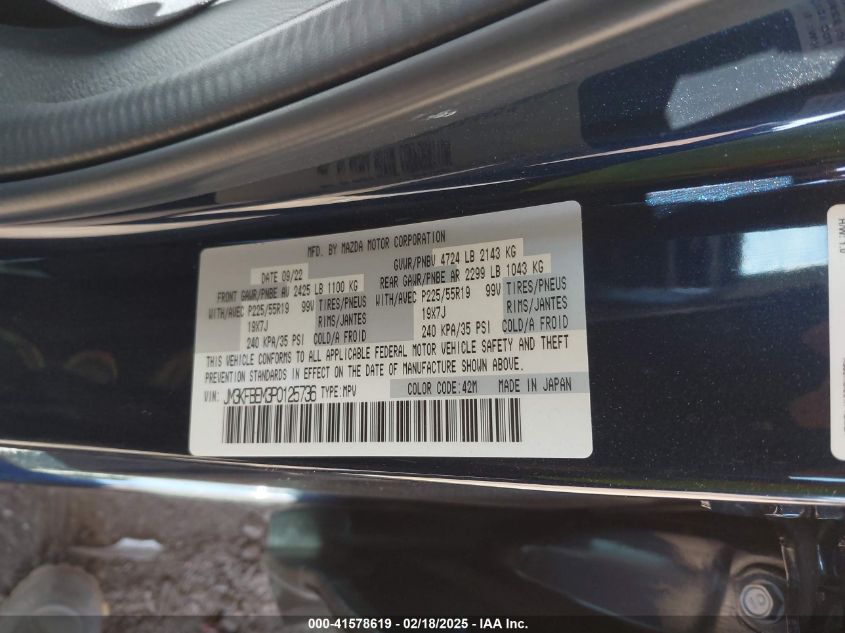 MFD. BY MAZDA MOTOR CORPORATION
DATE 09/22 GVWR/PNBV 4724 LB 2143 KG
FRONT GAWR/PNBE AV 2425 LB 1100 KG REAR GAWR/PNBE AR 2299 LB 1043 KG
WITH/AVEC P225/55R19 99V TIRES/PNEUS WITH/AVEC P225/55R19 99V TIRES/PNEUS
19X7J RIMS/JANTES 19X7J RIMS/JANTES
240 KPA/35 PSI COLD/A FROID 240 KPA/35 PSI COLD/A FROID
THIS VEHICLE CONFORMS TO ALL APPLICABLE FEDERAL MOTOR VEHICLE SAFETY AND THEFT
PREVENTION STANDARDS IN EFFECT ON THE DATE OF MANUFACTURE SHOWN ABOVE.
VIN: JM3KFBEM3P0125736 TYPE:MPV COLOR CODE:42M MADE IN JAPAN
H/W: 1.0
000-41578619 / 02/18/2025 - IAA Inc.